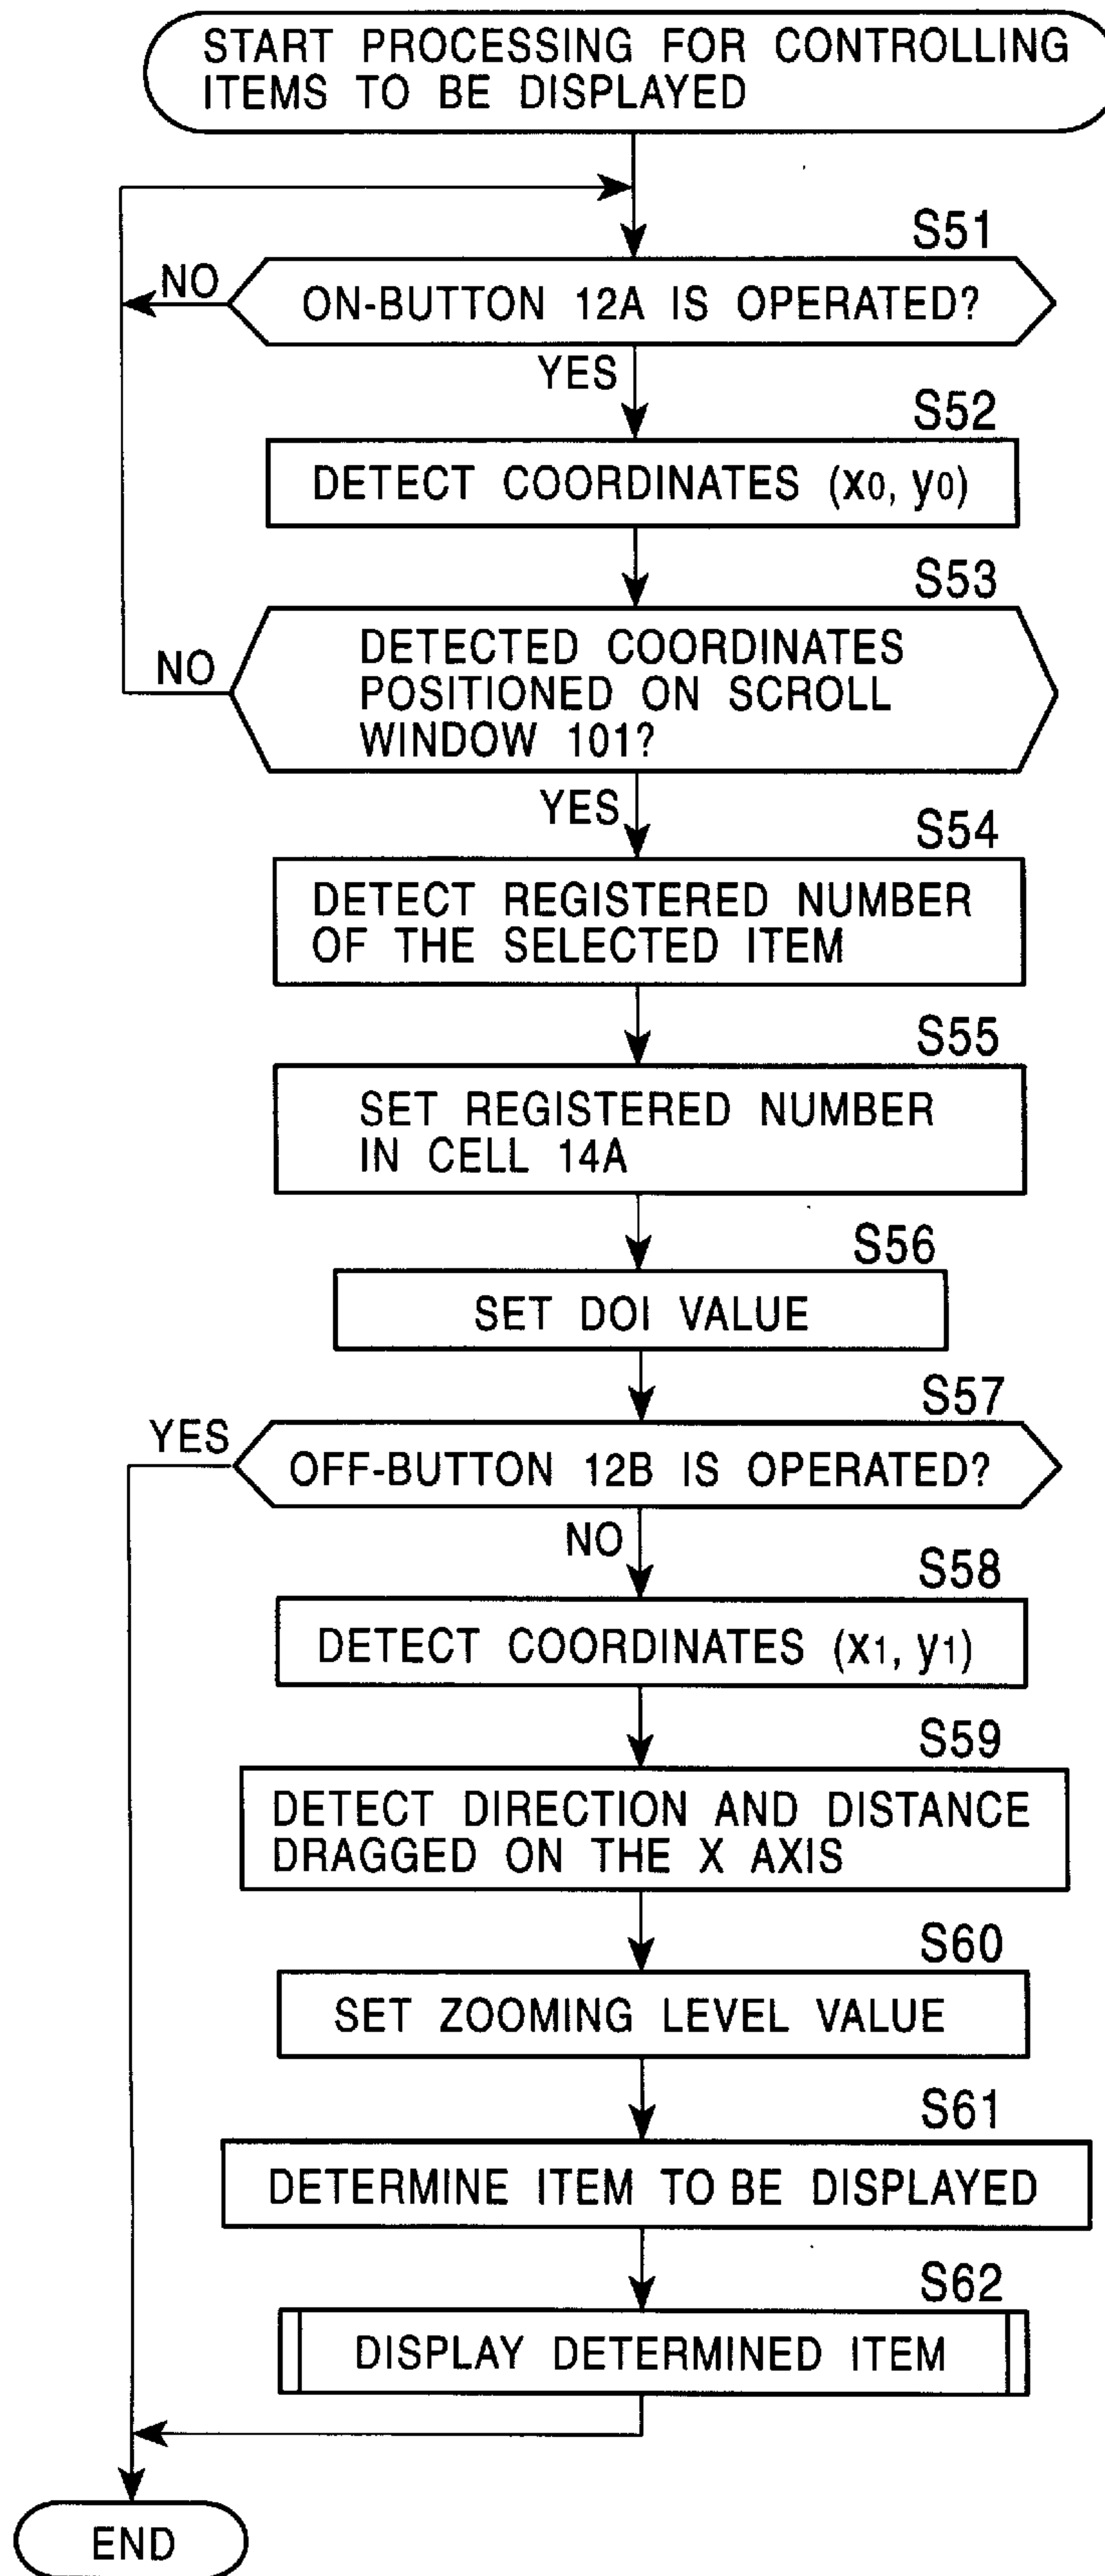 START PROCESSING FOR CONTROLLING
ITEMS TO BE DISPLAYED
S51
NO
ON-BUTTON 12A IS OPERATED?
YES
S52
DETECT COORDINATES (x0, y0)
S53
NO
DETECTED COORDINATES
POSITIONED ON SCROLL
WINDOW 101?
YES
S54
DETECT REGISTERED NUMBER
OF THE SELECTED ITEM
S55
SET REGISTERED NUMBER
IN CELL 14A
S56
SET DOI VALUE
S57
YES
OFF-BUTTON 12B IS OPERATED?
NO
S58
DETECT COORDINATES (x1, y1)
S59
DETECT DIRECTION AND DISTANCE
DRAGGED ON THE X AXIS
S60
SET ZOOMING LEVEL VALUE
S61
DETERMINE ITEM TO BE DISPLAYED
S62
DISPLAY DETERMINED ITEM
END